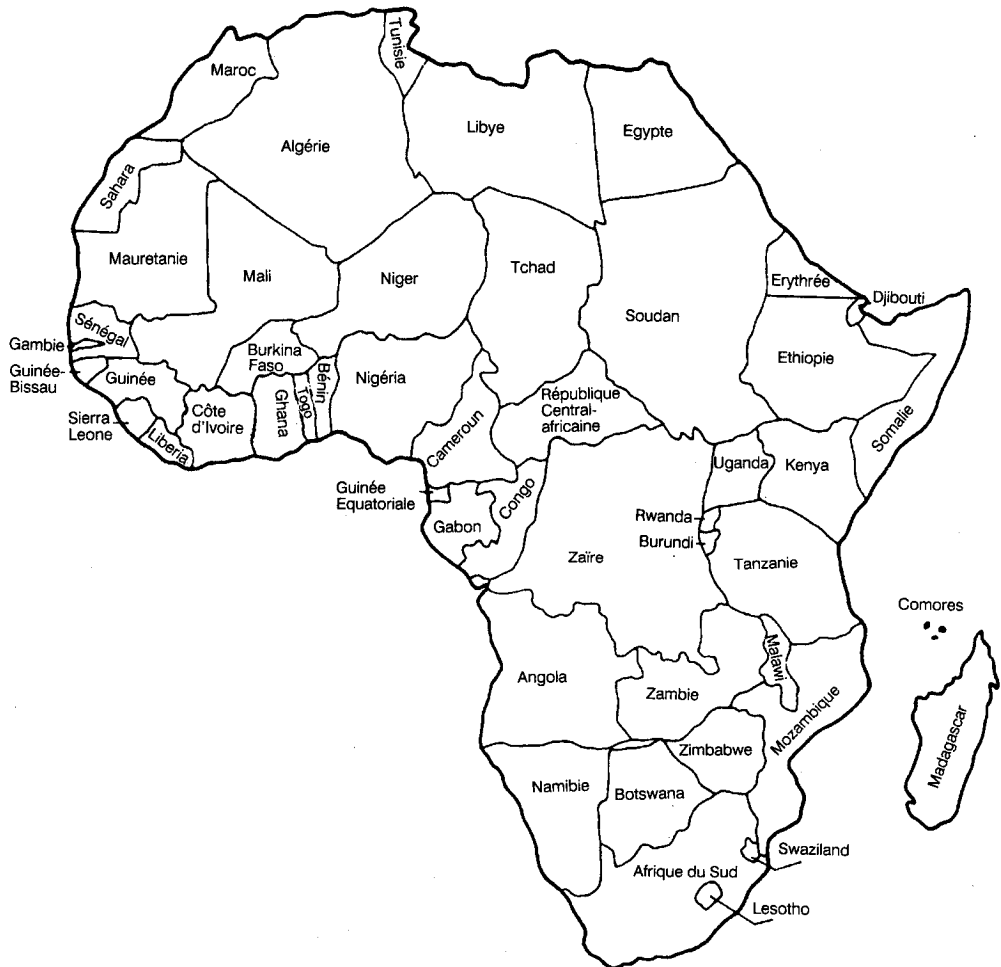 Tunisie
Maroc
Algérie
Libye
Egypte
Sahara
Mauretanie
Mali
Niger
Tchad
Soudan
Erythrée
Djibouti
Sénégal
Gambie
Guinée-
Bissau
Guinée
Burkina
Faso
Bénin
Nigéria
Ethiopie
Somalie
Sierra
Leone
Liberia
Côte
d'Ivoire
Ghana
Togo
Cameroun
République
Central-
africaine
Uganda
Kenya
Guinée
Equatoriale
Gabon
Congo
Rwanda
Burundi
Zaïre
Tanzanie
Comores
Angola
Zambie
Malawi
Mozambique
Madagascar
Zimbabwe
Namibie
Botswana
Swaziland
Afrique du Sud
Lesotho